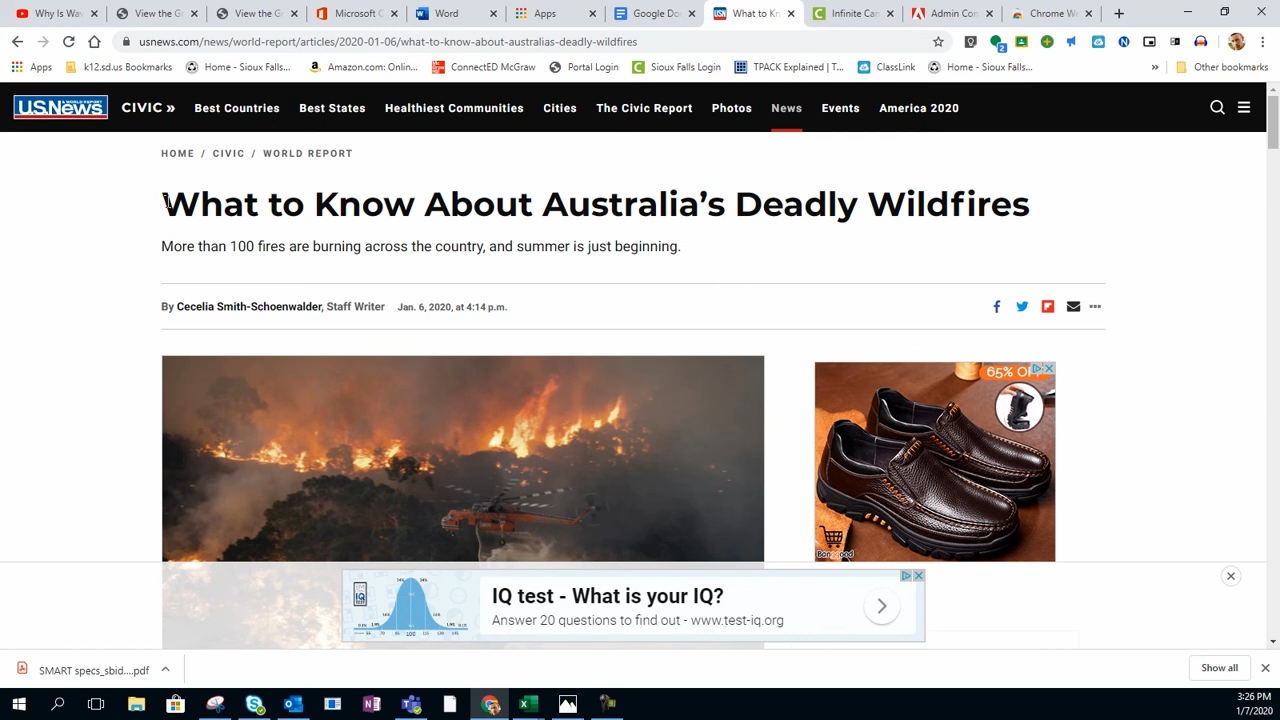 Why Is Wav
View the G
View the G
Microsoft C
Word
Apps
Google Do
What to Kn
Infinite Cam
Admin Con
Chrome We
usnews.com/news/world-report/articles/2020-01-06/what-to-know-about-australias-deadly-wildfires
Apps
k12.sd.us Bookmarks
Home - Sioux Falls...
Amazon.com: Onlin...
ConnectED McGraw
Portal Login
Sioux Falls Login
TPACK Explained | T...
ClassLink
Home - Sioux Falls...
»
Other bookmarks
U.S.News
& WORLD REPORT
CIVIC »
Best Countries
Best States
Healthiest Communities
Cities
The Civic Report
Photos
News
Events
America 2020
HOME / CIVIC / WORLD REPORT
What to Know About Australia's Deadly Wildfires
More than 100 fires are burning across the country, and summer is just beginning.
By Cecelia Smith-Schoenwalder, Staff Writer
Jan. 6, 2020, at 4:14 p.m.
65% OFF
Banggood
IQ test - What is your IQ?
Answer 20 questions to find out - www.test-iq.org
SMART specs_sbid....pdf
Show all
3:26 PM
1/7/2020